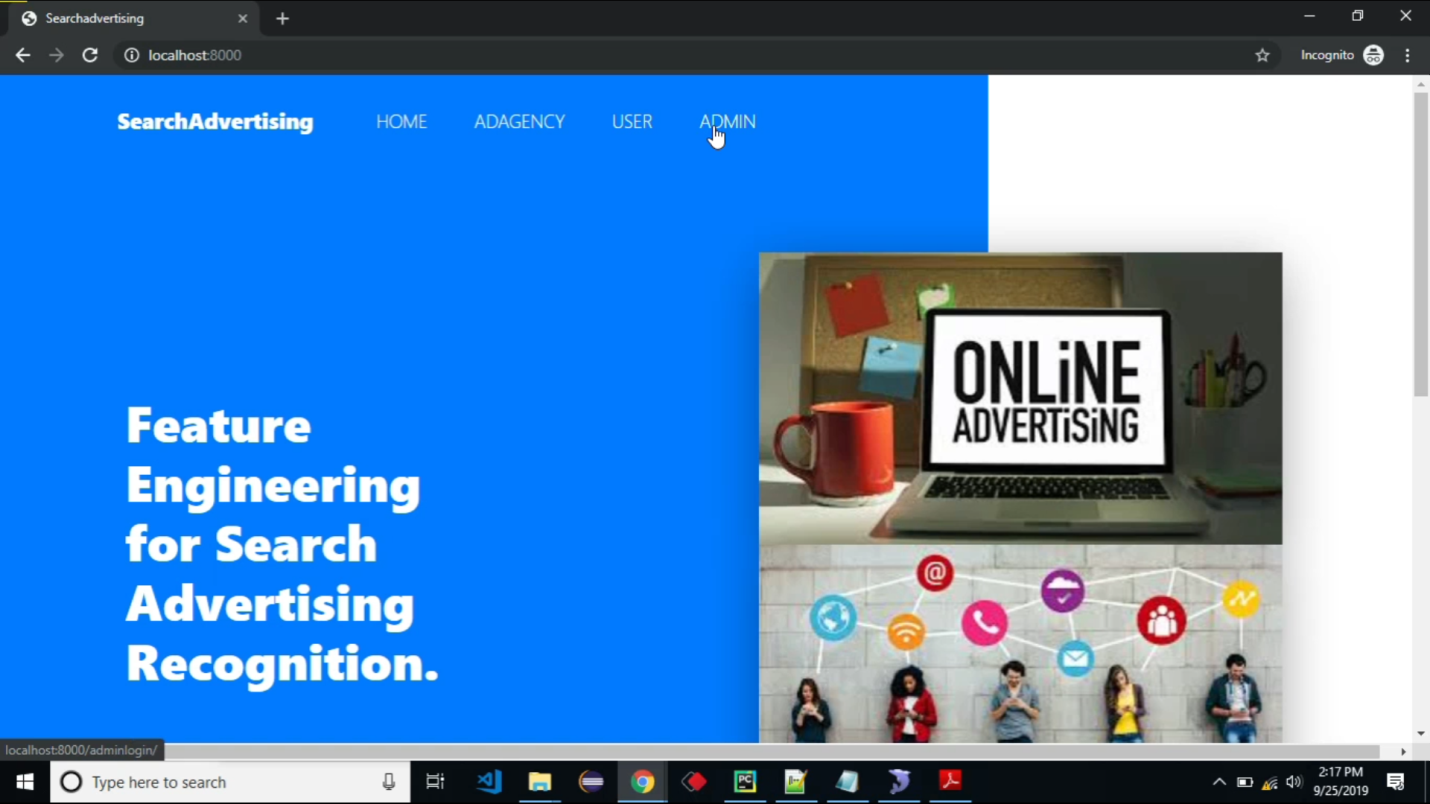 Searchadvertising
localhost:8000
Incognito
SearchAdvertising HOME ADAGENCY USER ADMIN
ONLiNE
ADVERTiSiNG
Feature
Engineering
for Search
Advertising
Recognition.
@
localhost:8000/adminlogin/
Type here to search
PC
2:17 PM
9/25/2019